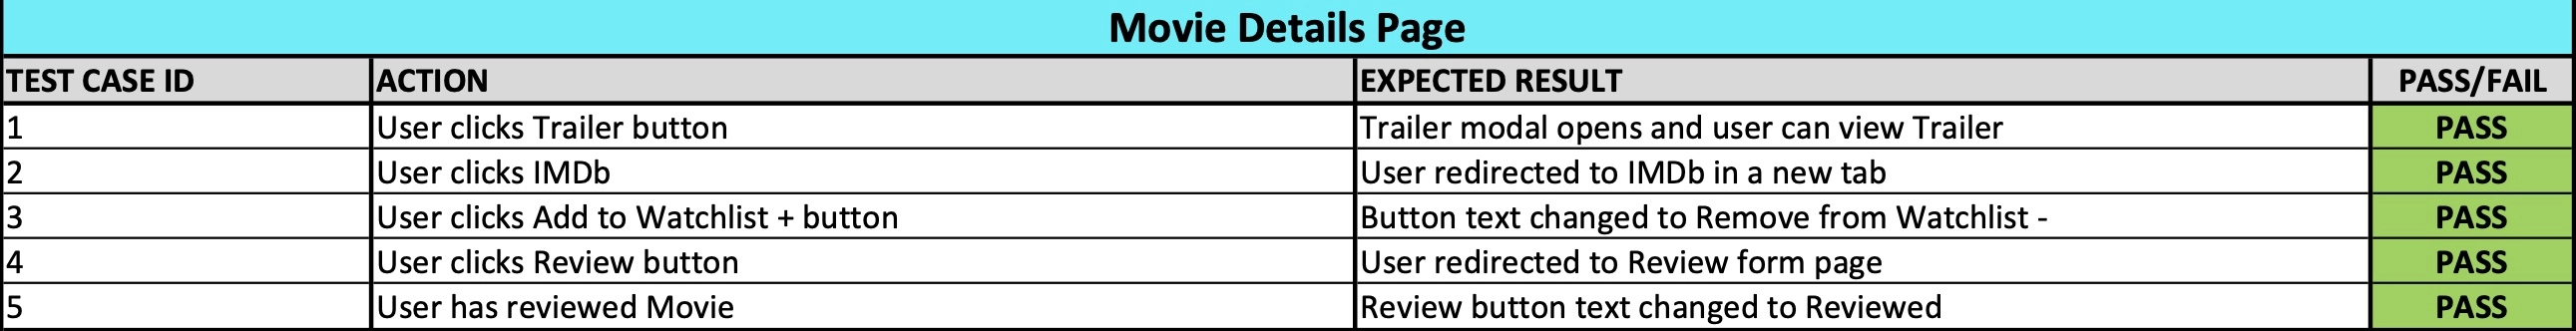 Movie Details Page
TEST CASE ID ACTION EXPECTED RESULT PASS/FAIL
1 User clicks Trailer button Trailer modal opens and user can view Trailer PASS
2 User clicks IMDb User redirected to IMDb in a new tab PASS
3 User clicks Add to Watchlist + button Button text changed to Remove from Watchlist - PASS
4 User clicks Review button User redirected to Review form page PASS
5 User has reviewed Movie Review button text changed to Reviewed PASS